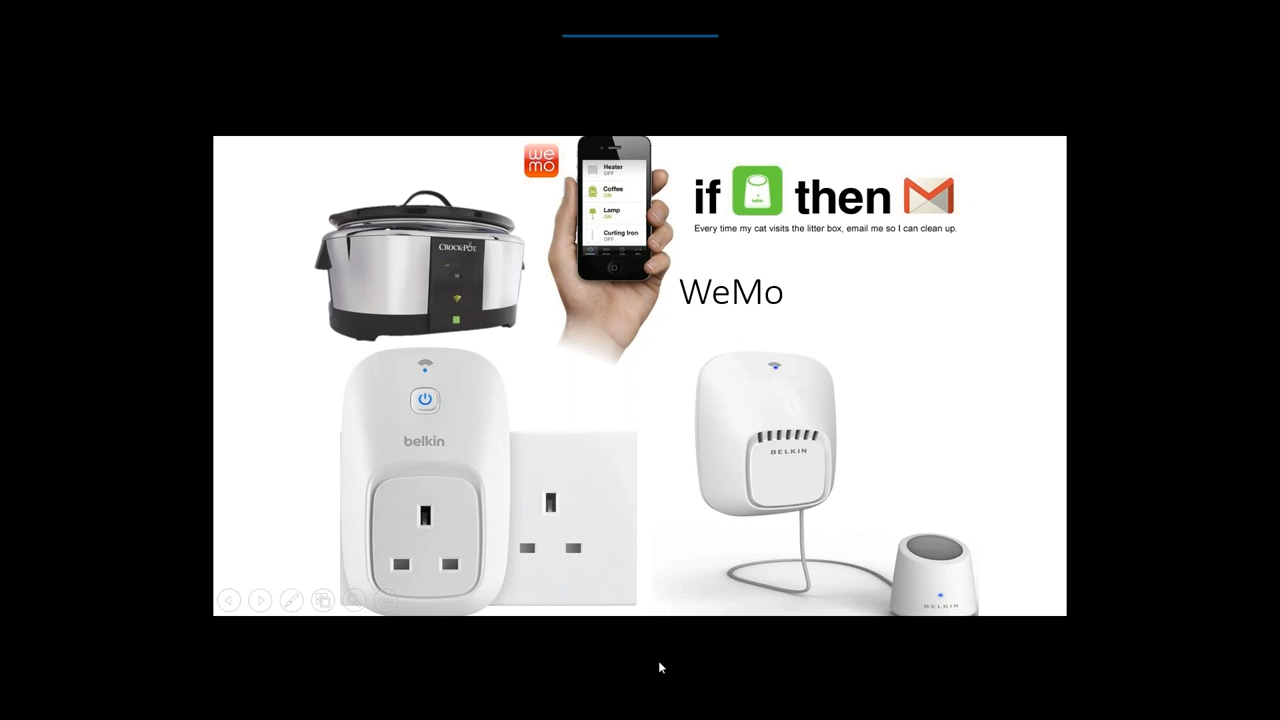 we
mo
Heater
OFF
Coffee
ON
Lamp
ON
Curling Iron
OFF
if then
Every time my cat visits the litter box, email me so I can clean up.
CROCK·POT
WeMo
belkin
BELKIN
BELKIN